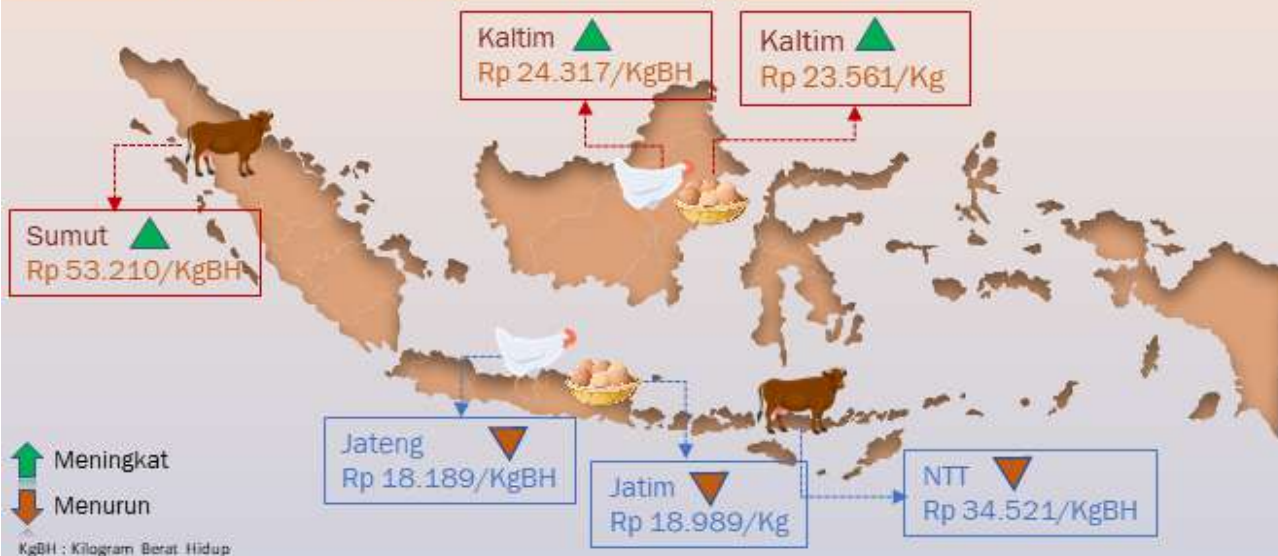 Kaltim
Rp 24.317/KgBH
Kaltim
Rp 23.561/Kg
Sumut
Rp 53.210/KgBH
Jateng
Rp 18.189/KgBH
Jatim
Rp 18.989/Kg
NTT
Rp 34.521/KgBH
Meningkat
Menurun
KgBH : Kilogram Berat Hidup